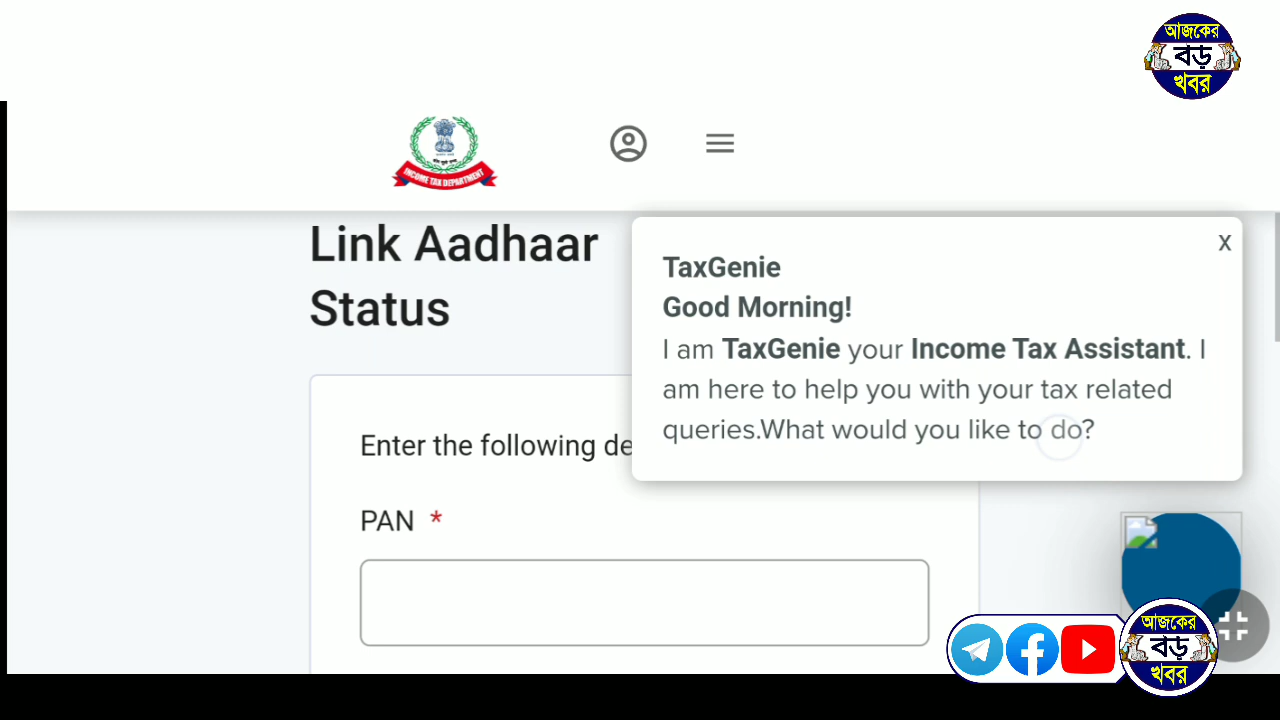 আজকের
বড়
খবর
INCOME TAX DEPARTMENT
Link Aadhaar
Status
X
TaxGenie
Good Morning!
I am TaxGenie your Income Tax Assistant. I
am here to help you with your tax related
queries.What would you like to do?
Enter the following de
PAN *
আজকের
বড়
খবর